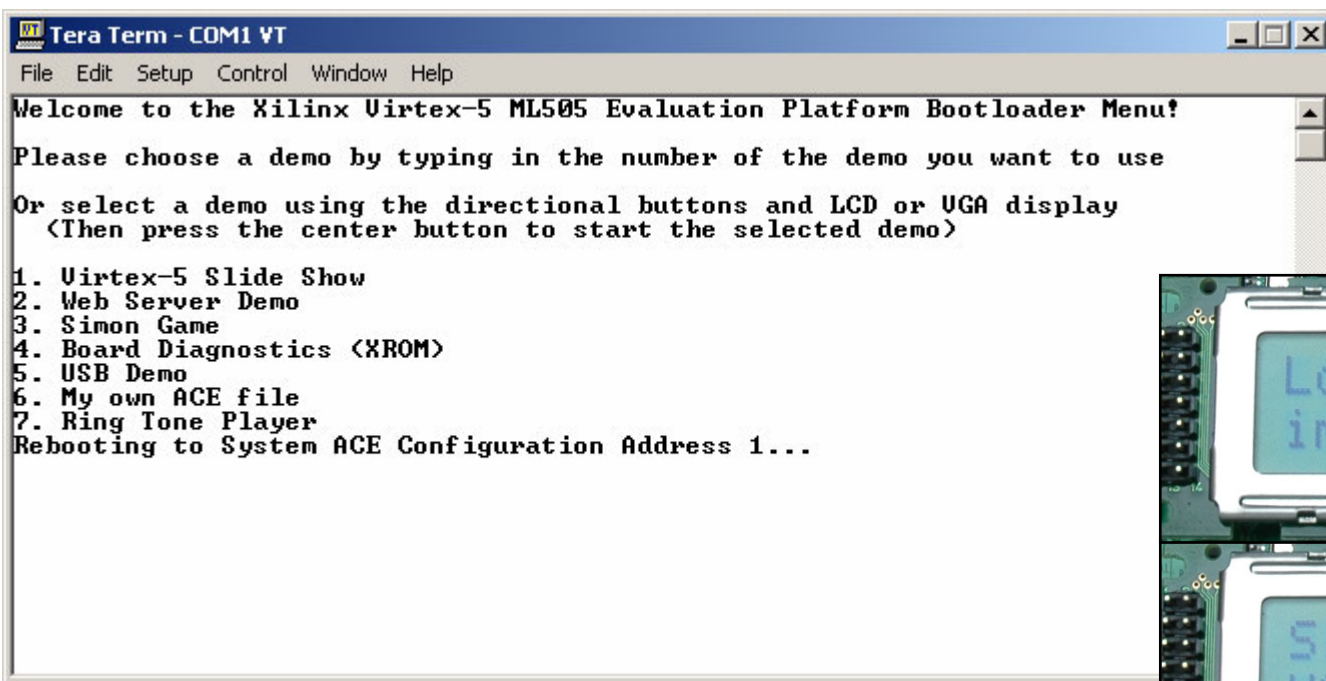 Tera Term - COM1 VT
File Edit Setup Control Window Help
Welcome to the Xilinx Virtex-5 ML505 Evaluation Platform Bootloader Menu!
Please choose a demo by typing in the number of the demo you want to use
Or select a demo using the directional buttons and LCD or VGA display
(Then press the center button to start the selected demo)
1. Virtex-5 Slide Show
2. Web Server Demo
3. Simon Game
4. Board Diagnostics (XROM)
5. USB Demo
6. My own ACE file
7. Ring Tone Player
Rebooting to System ACE Configuration Address 1...